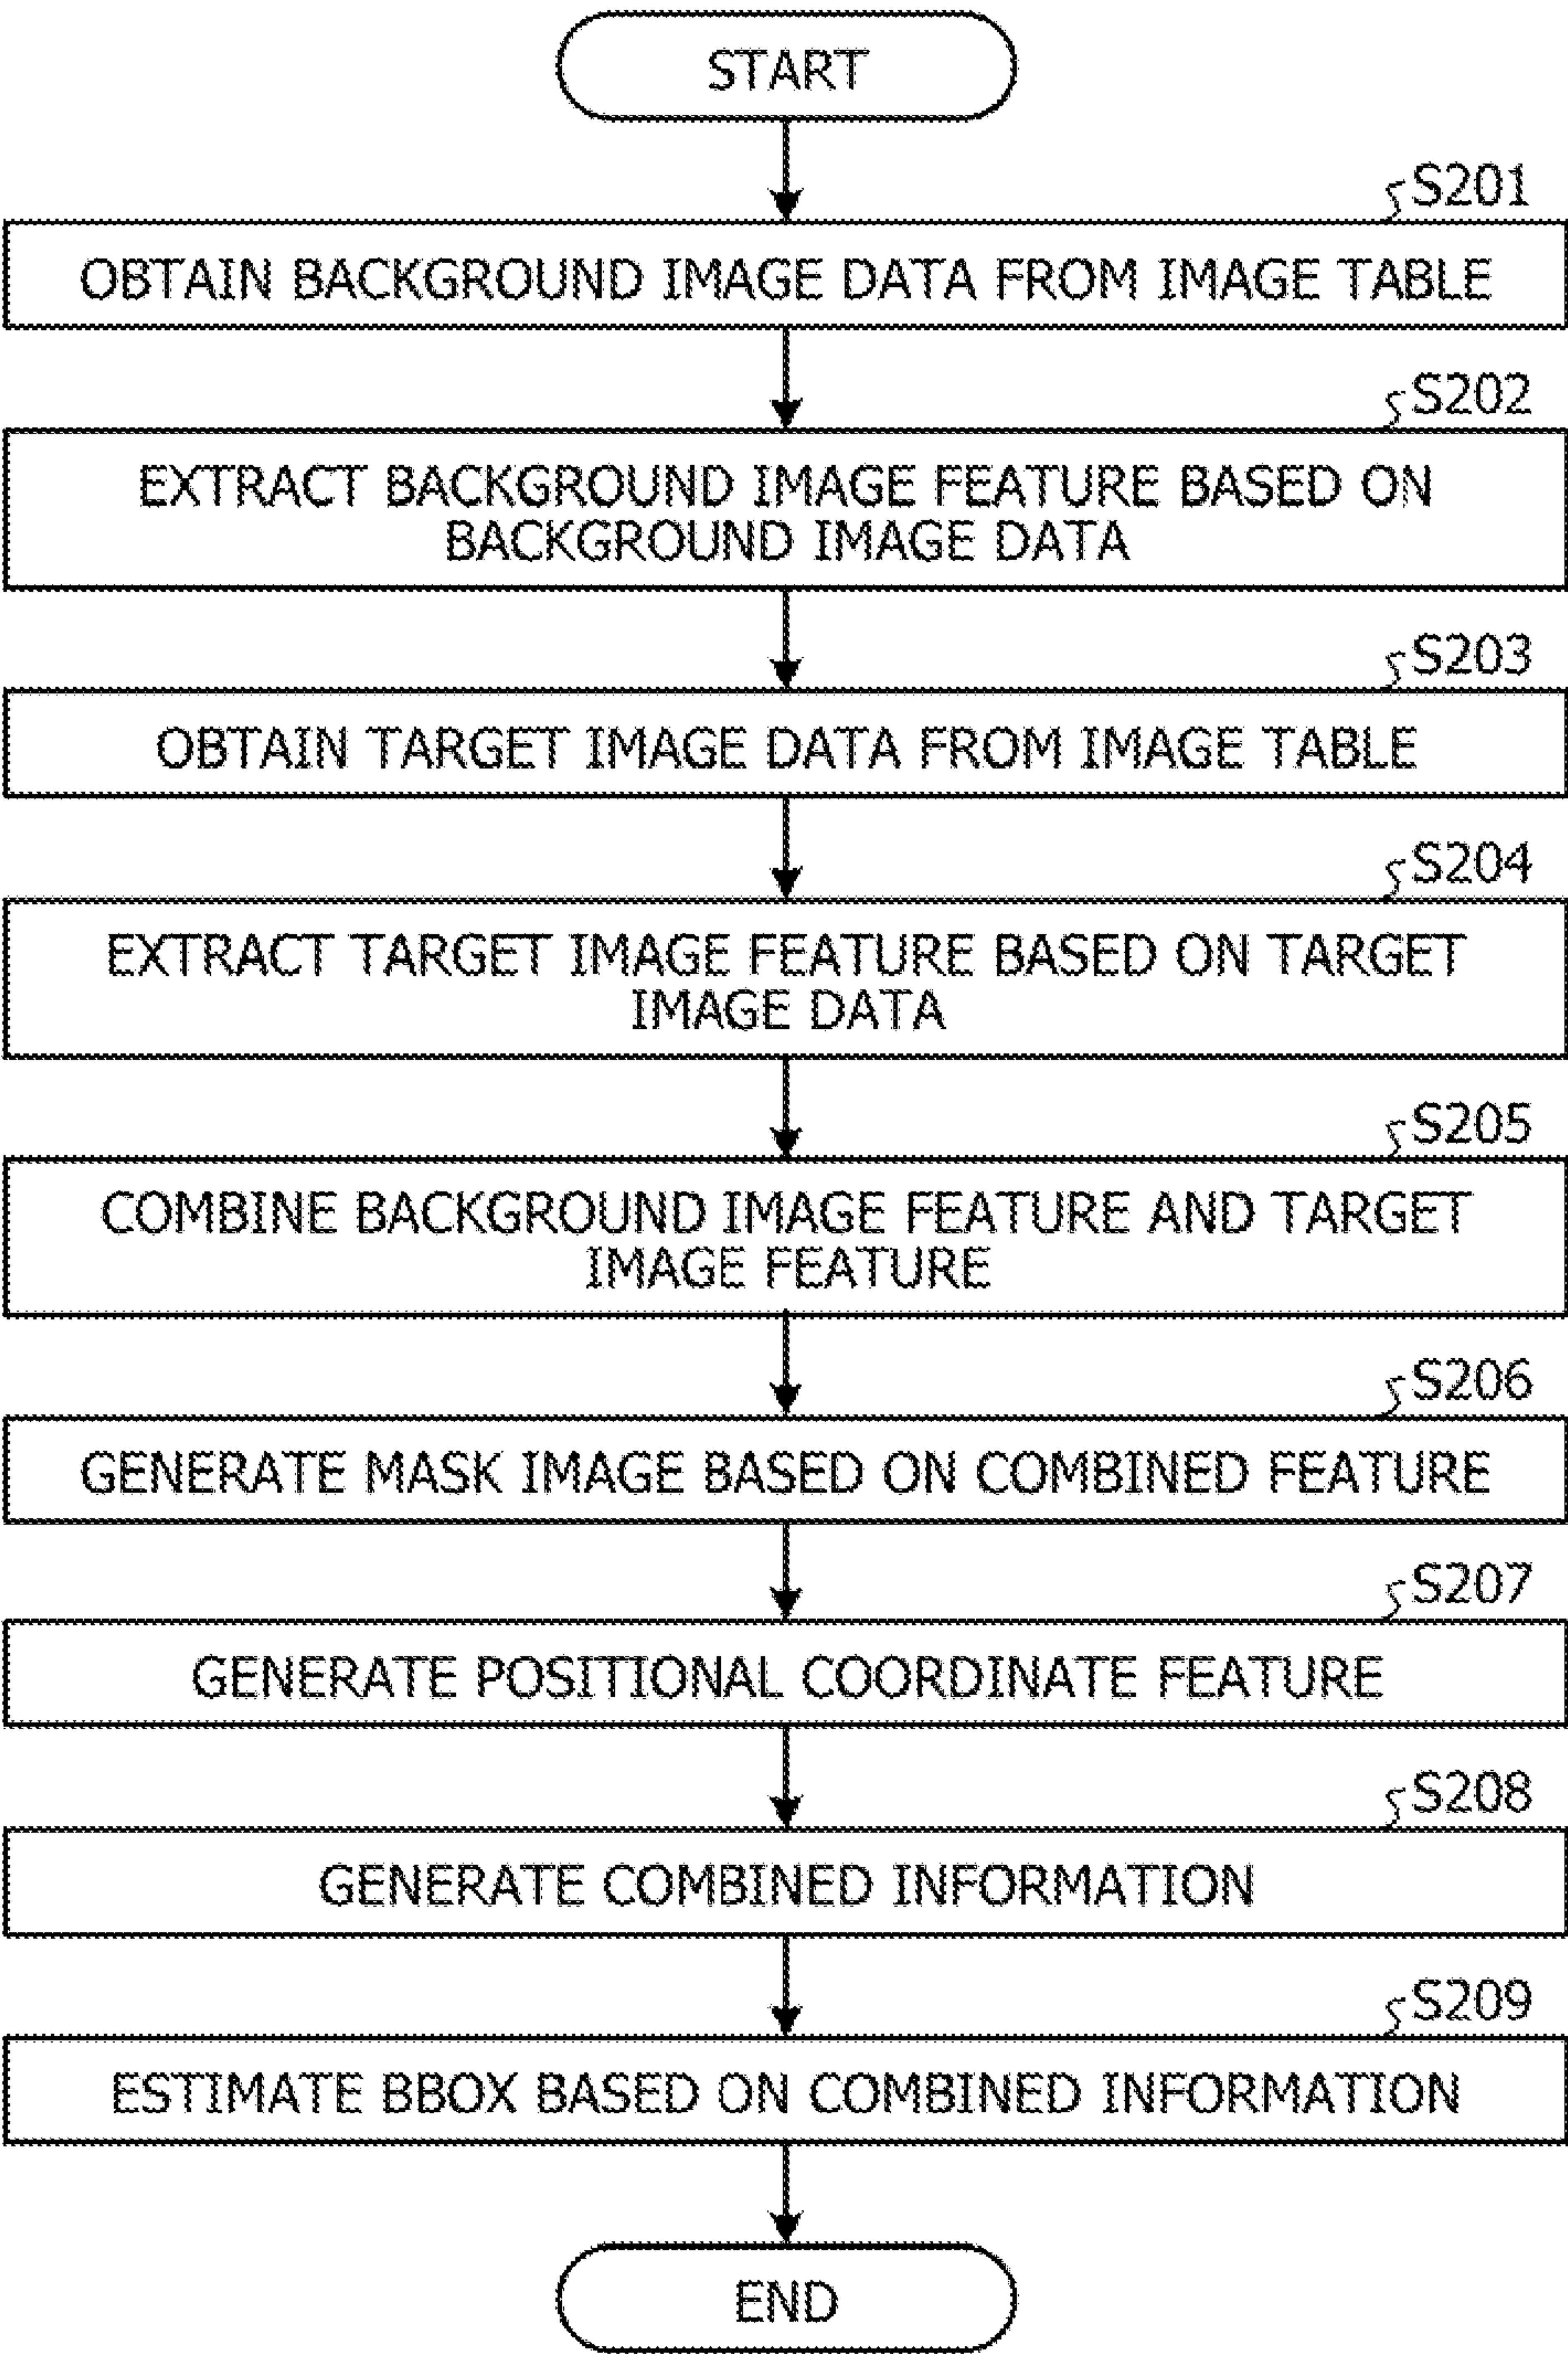 START
S201
OBTAIN BACKGROUND IMAGE DATA FROM IMAGE TABLE
S202
EXTRACT BACKGROUND IMAGE FEATURE BASED ON
BACKGROUND IMAGE DATA
S203
OBTAIN TARGET IMAGE DATA FROM IMAGE TABLE
S204
EXTRACT TARGET IMAGE FEATURE BASED ON TARGET
IMAGE DATA
S205
COMBINE BACKGROUND IMAGE FEATURE AND TARGET
IMAGE FEATURE
S206
GENERATE MASK IMAGE BASED ON COMBINED FEATURE
S207
GENERATE POSITIONAL COORDINATE FEATURE
S208
GENERATE COMBINED INFORMATION
S209
ESTIMATE BBOX BASED ON COMBINED INFORMATION
END